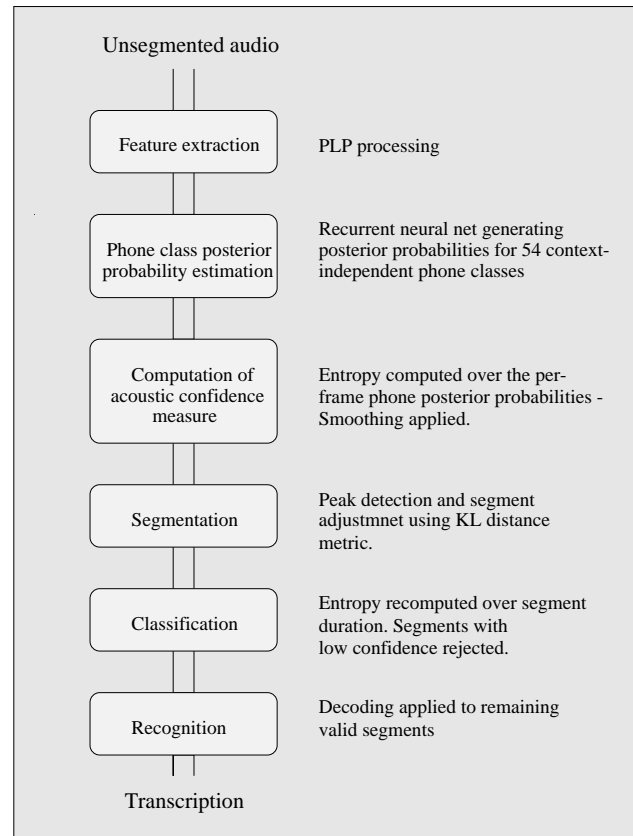 Unsegmented audio
Feature extraction
PLP processing
Phone class posterior
probability estimation
Recurrent neural net generating
posterior probabilities for 54 context-
independent phone classes
Computation of
acoustic confidence
measure
Entropy computed over the per-
frame phone posterior probabilities -
Smoothing applied.
Segmentation
Peak detection and segment
adjustmnet using KL distance
metric.
Classification
Entropy recomputed over segment
duration. Segments with
low confidence rejected.
Recognition
Decoding applied to remaining
valid segments
Transcription